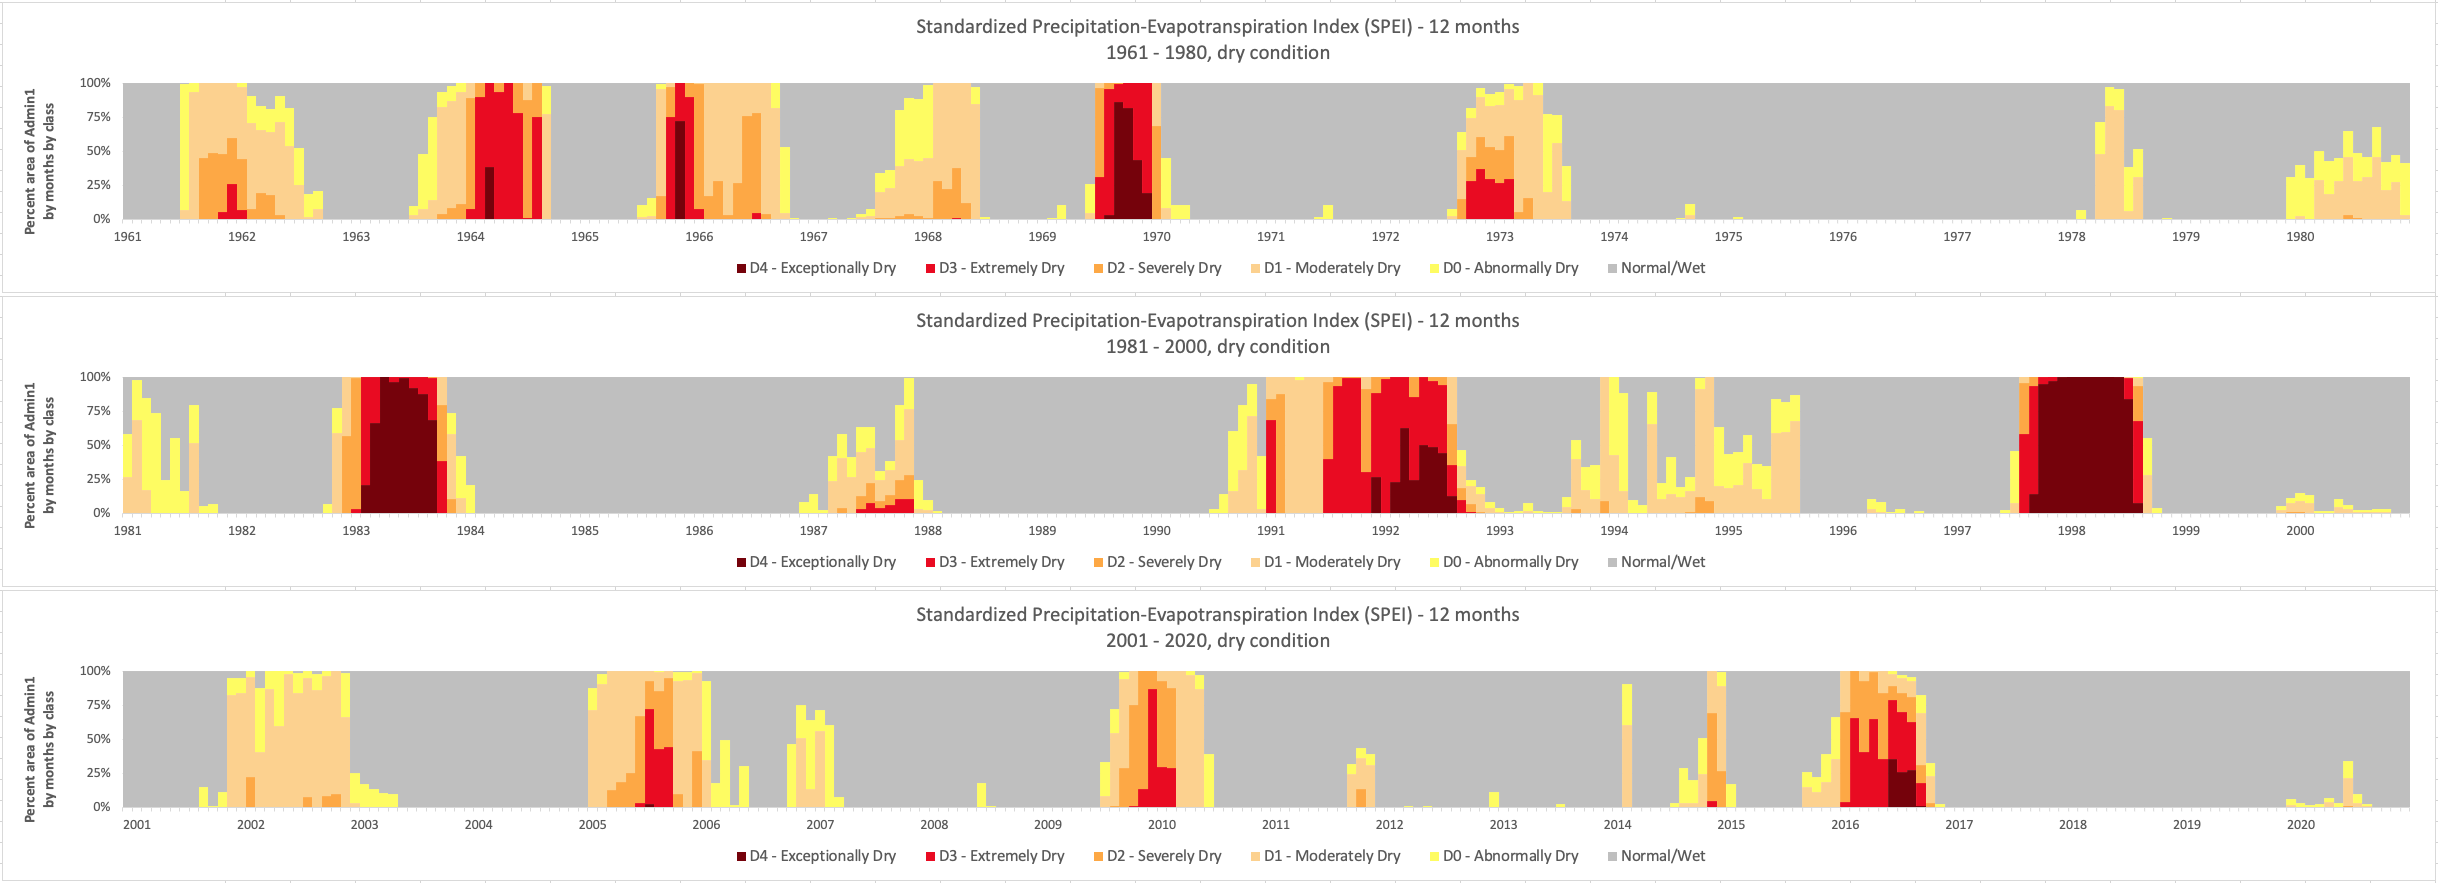 Standardized Precipitation-Evapotranspiration Index (SPEI) - 12 months
1961 - 1980, dry condition
Percent area of Admin1
by months by class
100%
75%
50%
25%
0%
1961 1962 1963 1964 1965 1966 1967 1968 1969 1970 1971 1972 1973 1974 1975 1976 1977 1978 1979 1980
D4 - Exceptionally Dry D3 - Extremely Dry D2 - Severely Dry D1 - Moderately Dry D0 - Abnormally Dry Normal/Wet
Standardized Precipitation-Evapotranspiration Index (SPEI) - 12 months
1981 - 2000, dry condition
Percent area of Admin1
by months by class
100%
75%
50%
25%
0%
1981 1982 1983 1984 1985 1986 1987 1988 1989 1990 1991 1992 1993 1994 1995 1996 1997 1998 1999 2000
D4 - Exceptionally Dry D3 - Extremely Dry D2 - Severely Dry D1 - Moderately Dry D0 - Abnormally Dry Normal/Wet
Standardized Precipitation-Evapotranspiration Index (SPEI) - 12 months
2001 - 2020, dry condition
Percent area of Admin1
by months by class
100%
75%
50%
25%
0%
2001 2002 2003 2004 2005 2006 2007 2008 2009 2010 2011 2012 2013 2014 2015 2016 2017 2018 2019 2020
D4 - Exceptionally Dry D3 - Extremely Dry D2 - Severely Dry D1 - Moderately Dry D0 - Abnormally Dry Normal/Wet